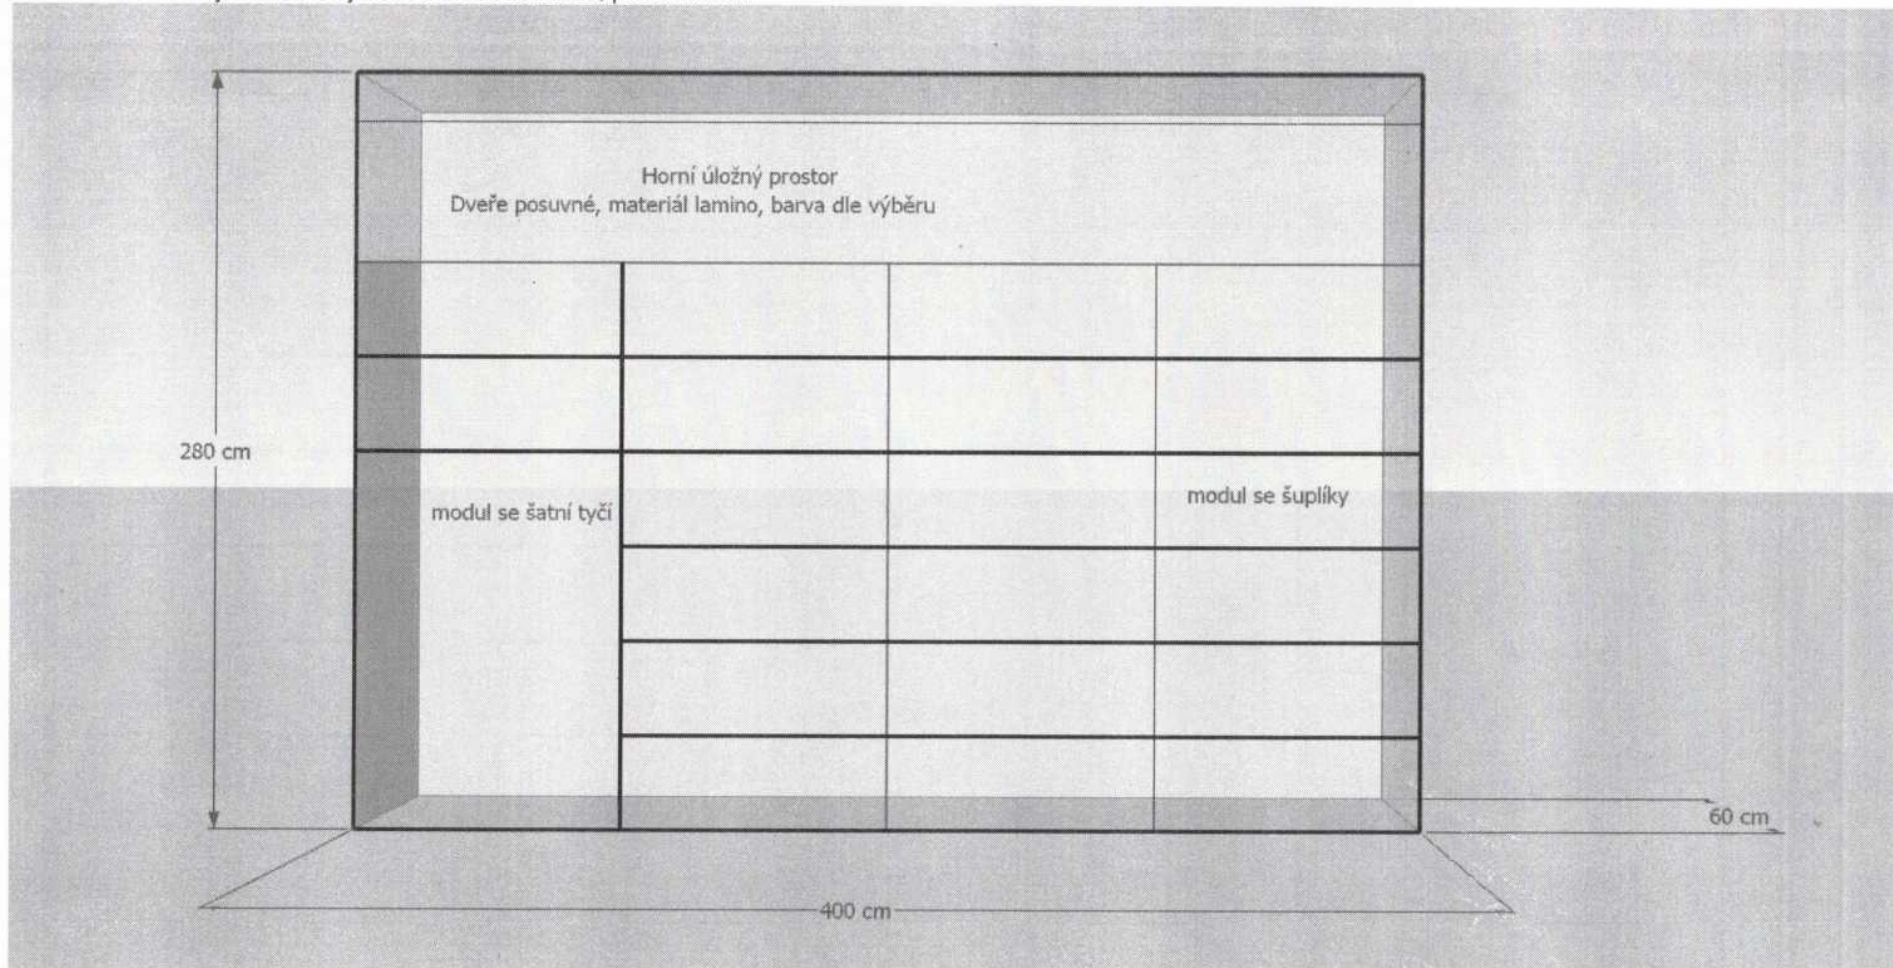 Horní úložný prostor
Dveře posuvné, materiál lamino, barva dle výběru
280 cm
modul se šuplíky
modul se šatní tyčí
60 cm
400 cm